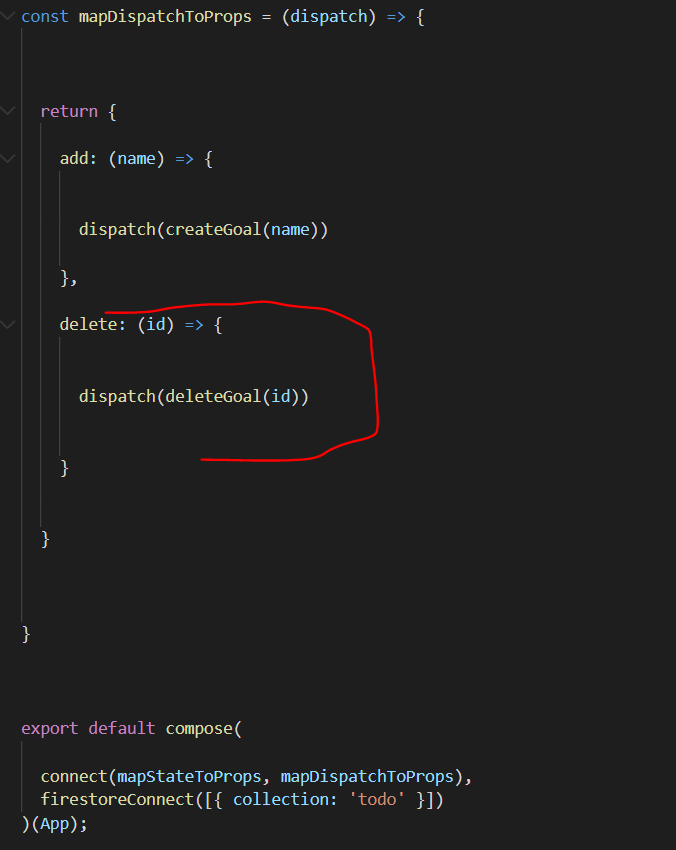 const mapDispatchToProps = (dispatch) => {
return {
add: (name) => {
dispatch(createGoal(name))
},
delete: (id) => {
dispatch(deleteGoal(id))
}
}
}
export default compose(
connect(mapStateToProps, mapDispatchToProps),
firestoreConnect([{ collection: 'todo' }])
)(App);